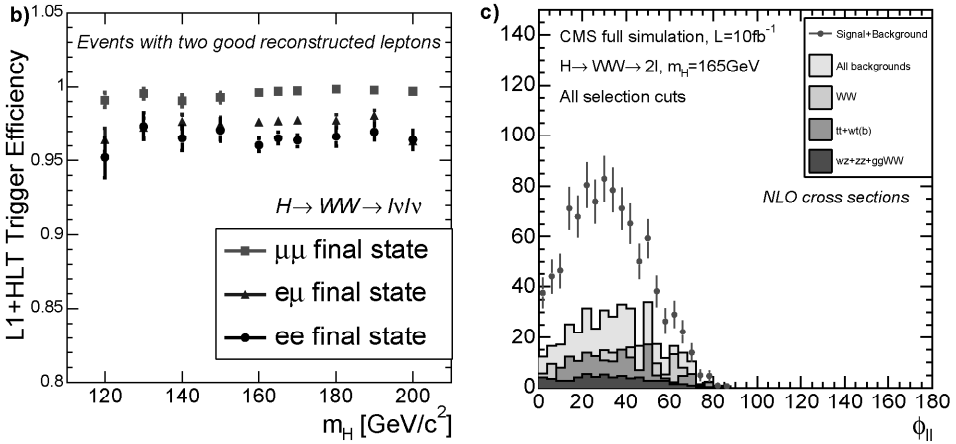 b)
Events with two good reconstructed leptons
L1+HLT Trigger Efficiency
1.05
1
0.95
0.9
0.85
0.8
H→ WW→ lνlν
μμ final state
eμ final state
ee final state
120 140 160 180 200
m_H [GeV/c²]
c)
140
120
100
80
60
40
20
0
CMS full simulation, L=10fb⁻¹
H→ WW→ 2l, m_H=165GeV
All selection cuts
Signal+Background
All backgrounds
WW
tt+wt(b)
wz+zz+ggWW
NLO cross sections
0 20 40 60 80 100 120 140 160 180
ϕ_ll